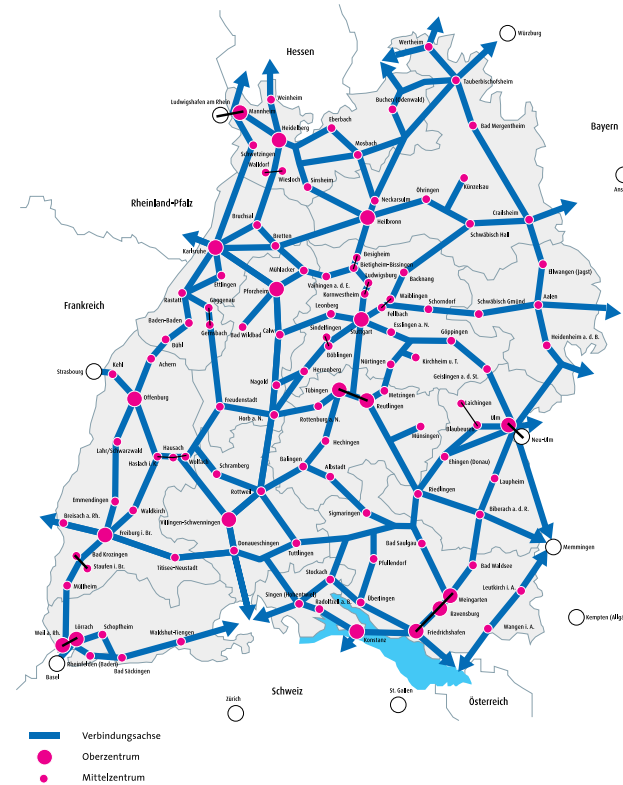 Würzburg
Wertheim
Hessen
Tauberbischofsheim
Weinheim
Ludwigshafen am Rhein
Buchen (Odenwald)
Mannheim
Heidelberg
Eberbach
Bad Mergentheim
Bayern
Schwetzingen
Mosbach
Walldorf
Wiesloch
Sinsheim
Künzelsau
Öhringen
Rheinland-Pfalz
Neckarsulm
Crailsheim
Bruchsal
Heilbronn
Schwäbisch Hall
Bretten
Karlsruhe
Besigheim
Bietigheim-Bissingen
Mühlacker
Ludwigsburg
Backnang
Ellwangen (Jagst)
Ettlingen
Vaihingen a. d. E.
Pforzheim
Kornwestheim
Waiblingen
Rastatt
Gaggenau
Leonberg
Fellbach
Schorndorf
Schwäbisch Gmünd
Aalen
Frankreich
Baden-Baden
Bad Wildbad
Calw
Sindelfingen
Stuttgart
Esslingen a. N.
Gernsbach
Göppingen
Heidenheim a. d. B.
Bühl
Böblingen
Achern
Herrenberg
Nürtingen
Kirchheim u. T.
Kehl
Geislingen a. d. St.
Strasbourg
Nagold
Tübingen
Metzingen
Offenburg
Freudenstadt
Reutlingen
Laichingen
Horb a. N.
Rottenburg a. N.
Blaubeuren
Ulm
Münsingen
Neu-Ulm
Lahr/Schwarzwald
Hausach
Hechingen
Haslach i. K.
Wolfach
Balingen
Ehingen (Donau)
Schramberg
Albstadt
Laupheim
Rottweil
Riedlingen
Emmendingen
Waldkirch
Breisach a. Rh.
Villingen-Schwenningen
Sigmaringen
Biberach a. d. R.
Freiburg i. Br.
Donaueschingen
Bad Saulgau
Memmingen
Bad Krozingen
Tuttlingen
Staufen i. Br.
Titisee-Neustadt
Pfullendorf
Bad Waldsee
Stockach
Müllheim
Leutkirch i. A.
Singen (Hohentwiel)
Radolfzell a. B.
Überlingen
Weingarten
Ravensburg
Kempten (Allg
Lörrach
Schopfheim
Weil a. Rh.
Waldshut-Tiengen
Konstanz
Friedrichshafen
Wangen i. A.
Rheinfelden (Baden)
Basel
Bad Säckingen
Schweiz
St. Gallen
Österreich
Zürich
Verbindungsachse
Oberzentrum
Mittelzentrum